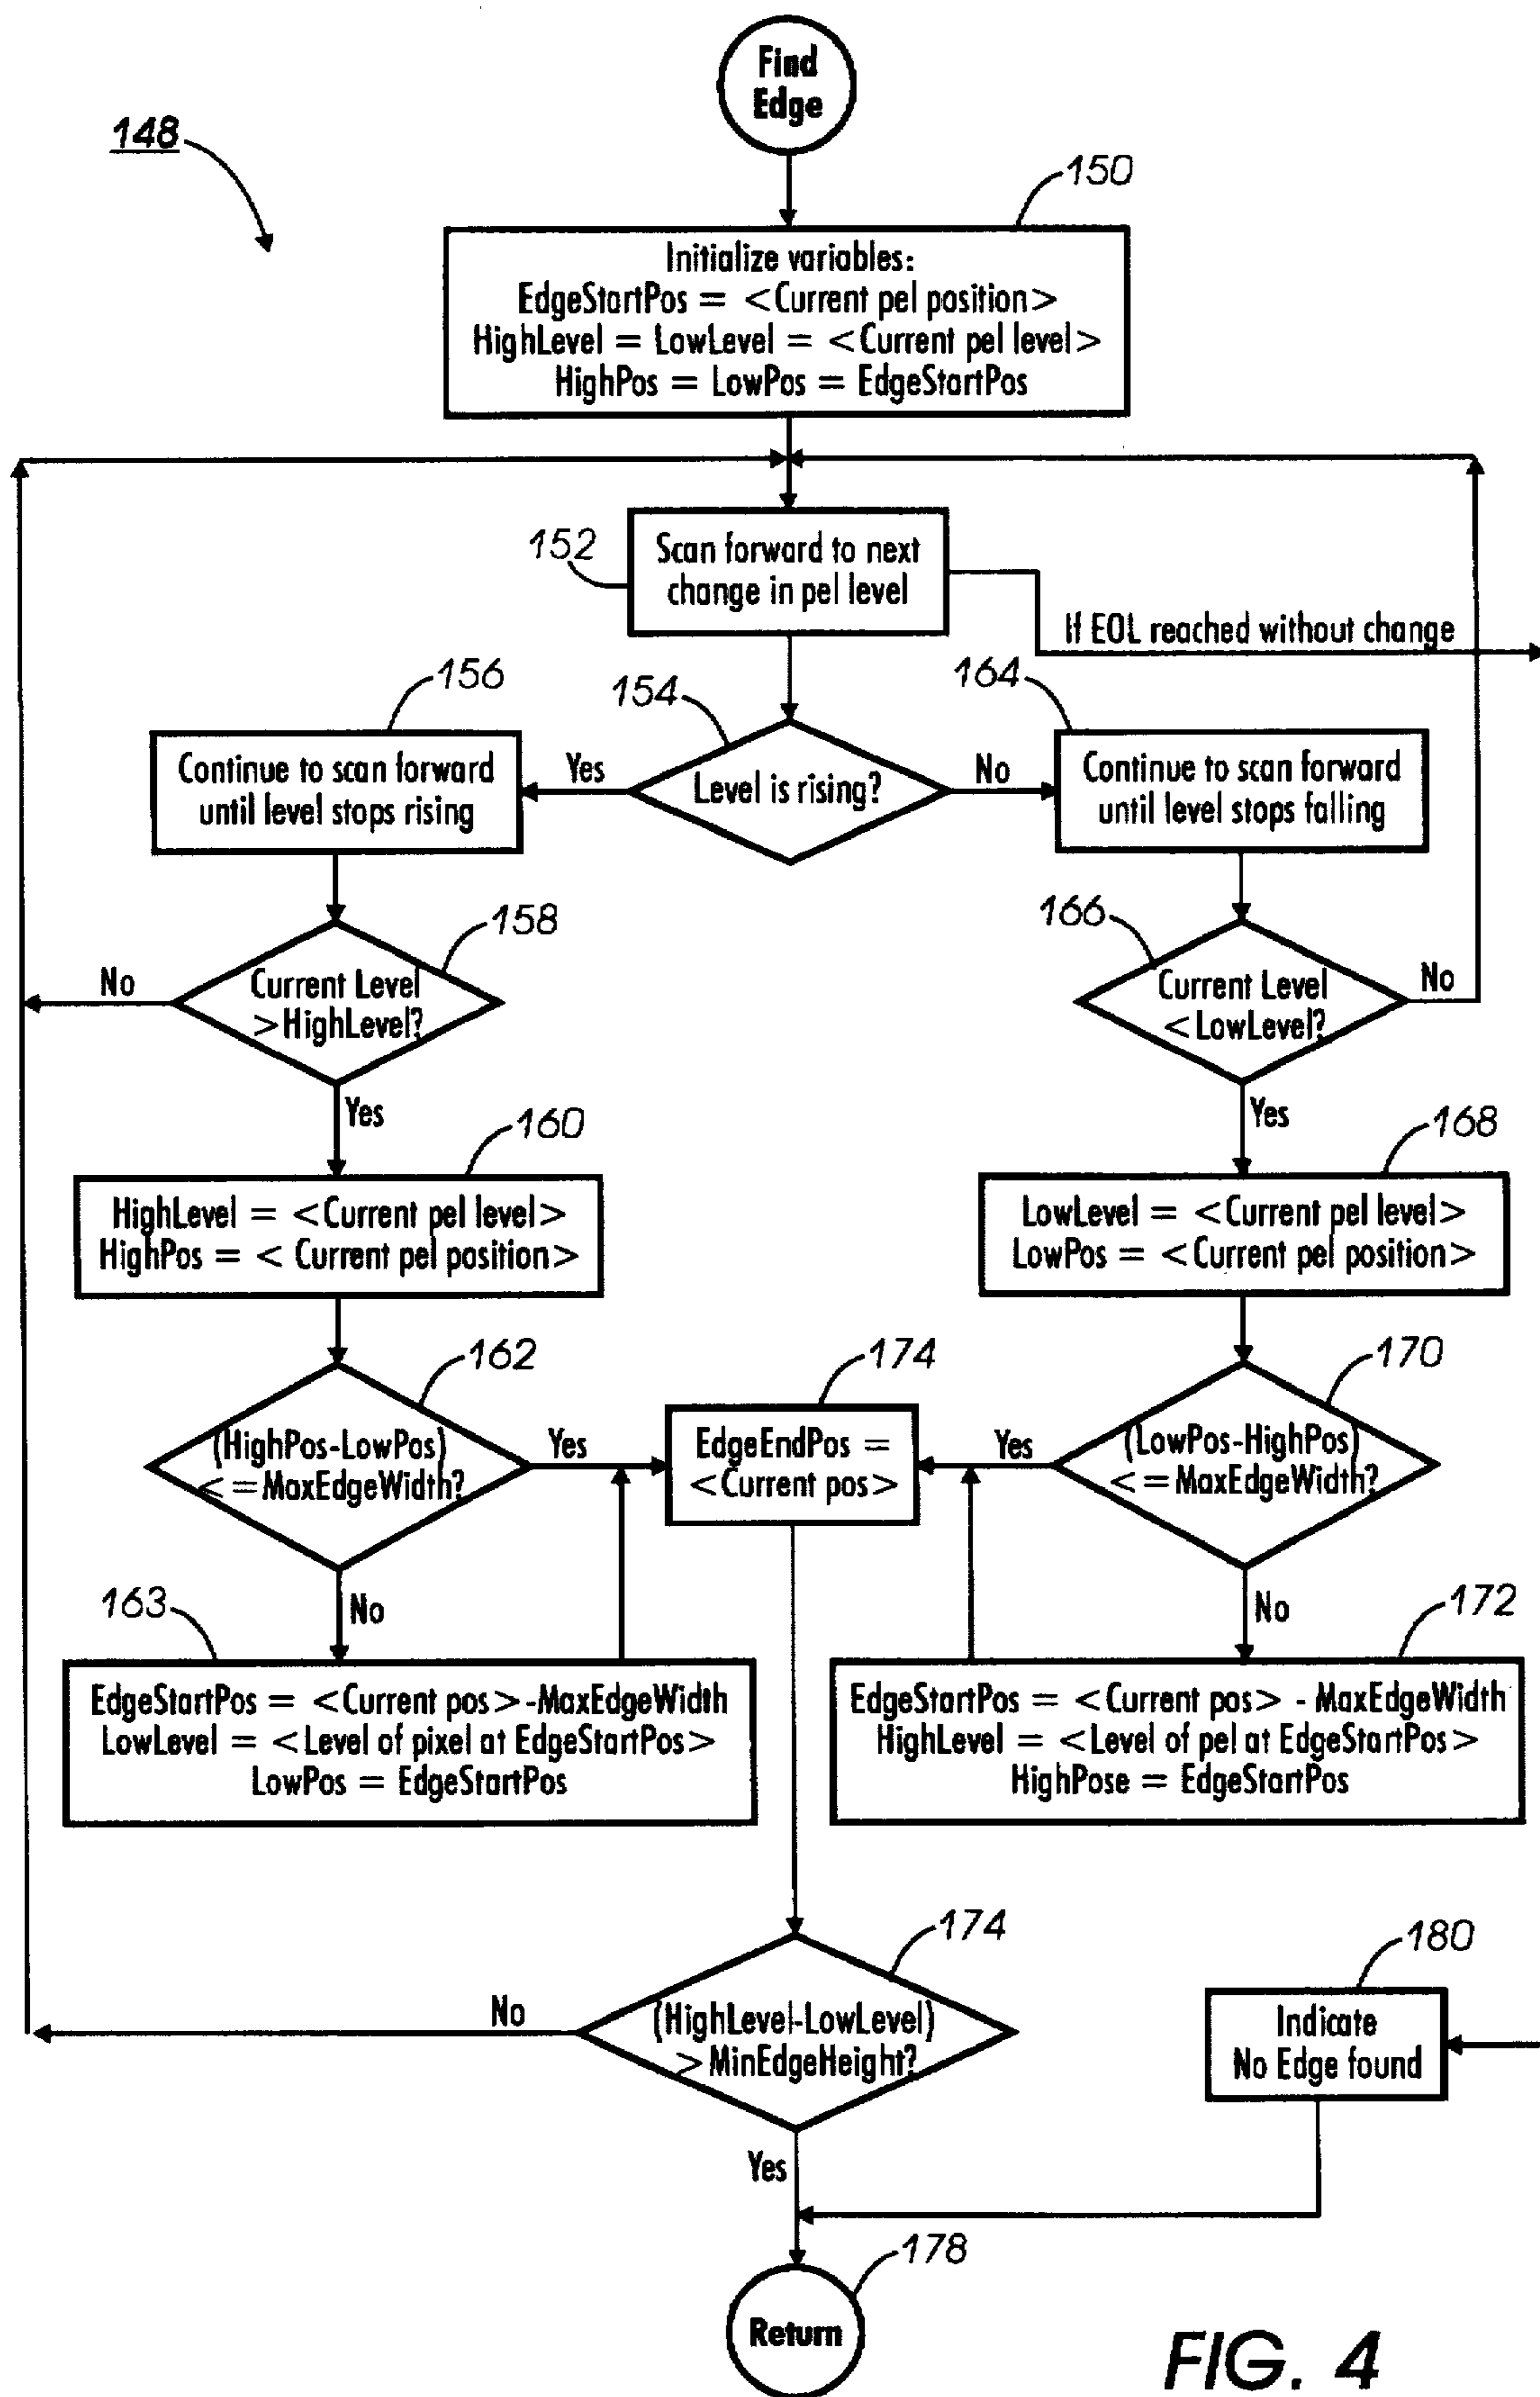 Find
Edge
148
150
Initialize variables:
EdgeStartPos = <Current pel position>
HighLevel = LowLevel = <Current pel level>
HighPos = LowPos = EdgeStartPos
152
Scan forward to next
change in pel level
If EOL reached without change
156
154
164
Continue to scan forward
until level stops rising
Yes
Level is rising?
No
Continue to scan forward
until level stops falling
158
166
No
Current Level
>HighLevel?
Current Level
<LowLevel?
No
Yes
Yes
160
168
HighLevel = <Current pel level>
HighPos = < Current pel position>
LowLevel = <Current pel level>
LowPos = <Current pel position>
162
174
170
(HighPos-LowPos)
<=MaxEdgeWidth?
Yes
EdgeEndPos =
<Current pos>
Yes
(LowPos-HighPos)
<=MaxEdgeWidth?
163
No
No
172
EdgeStartPos = <Current pos>-MaxEdgeWidth
LowLevel = <Level of pixel at EdgeStartPos>
LowPos = EdgeStartPos
EdgeStartPos = <Current pos> - MaxEdgeWidth
HighLevel = <Level of pel at EdgeStartPos>
HighPose = EdgeStartPos
174
180
No
(HighLevel-LowLevel)
>MinEdgeHeight?
Indicate
No Edge found
Yes
178
Return
FIG. 4